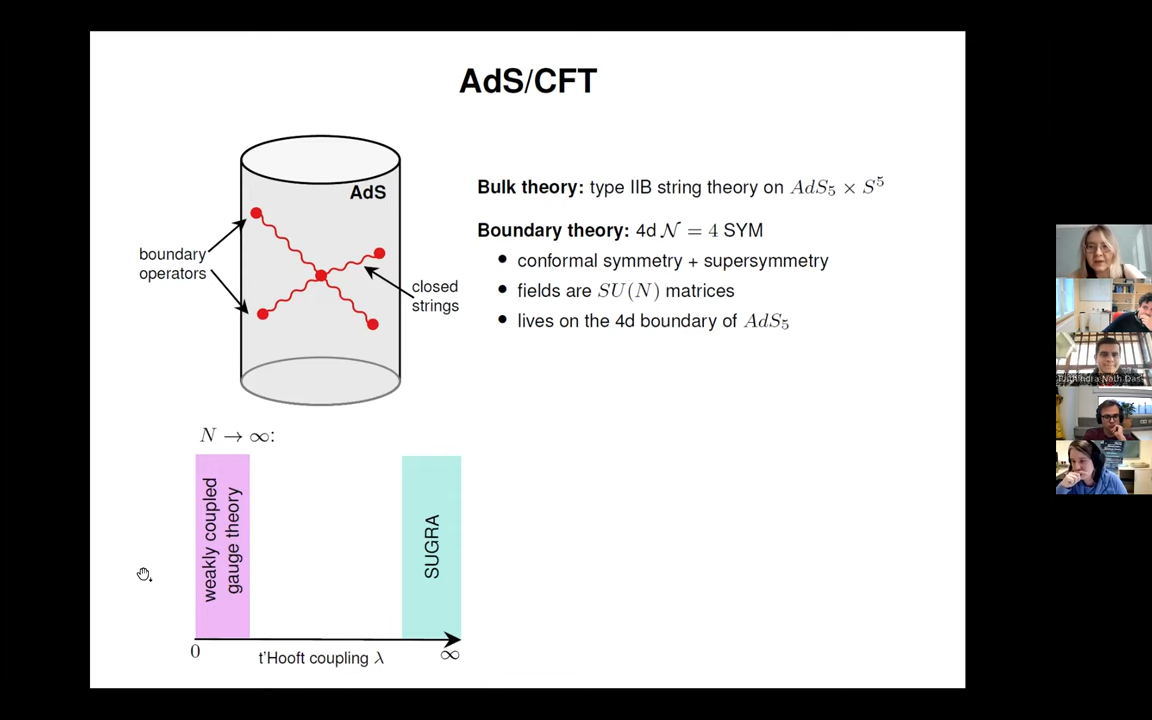 AdS/CFT
AdS
boundary
operators
closed
strings
Bulk theory: type IIB string theory on AdS₅ × S⁵
Boundary theory: 4d 𝒩 = 4 SYM
• conformal symmetry + supersymmetry
• fields are SU(N) matrices
• lives on the 4d boundary of AdS₅
N → ∞:
weakly coupled
gauge theory
SUGRA
0
t'Hooft coupling λ
∞
Nath Das